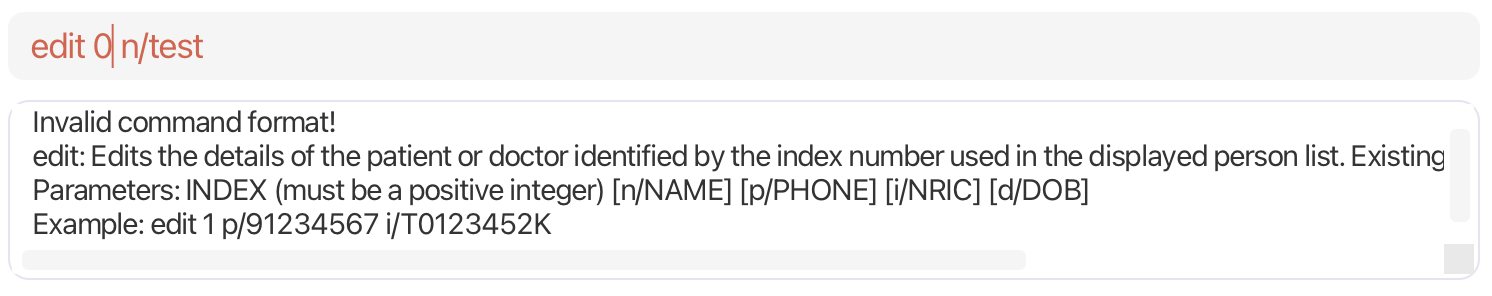 edit 0 n/test
Invalid command format!
edit: Edits the details of the patient or doctor identified by the index number used in the displayed person list. Existing
Parameters: INDEX (must be a positive integer) [n/NAME] [p/PHONE] [i/NRIC] [d/DOB]
Example: edit 1 p/91234567 i/T0123452K